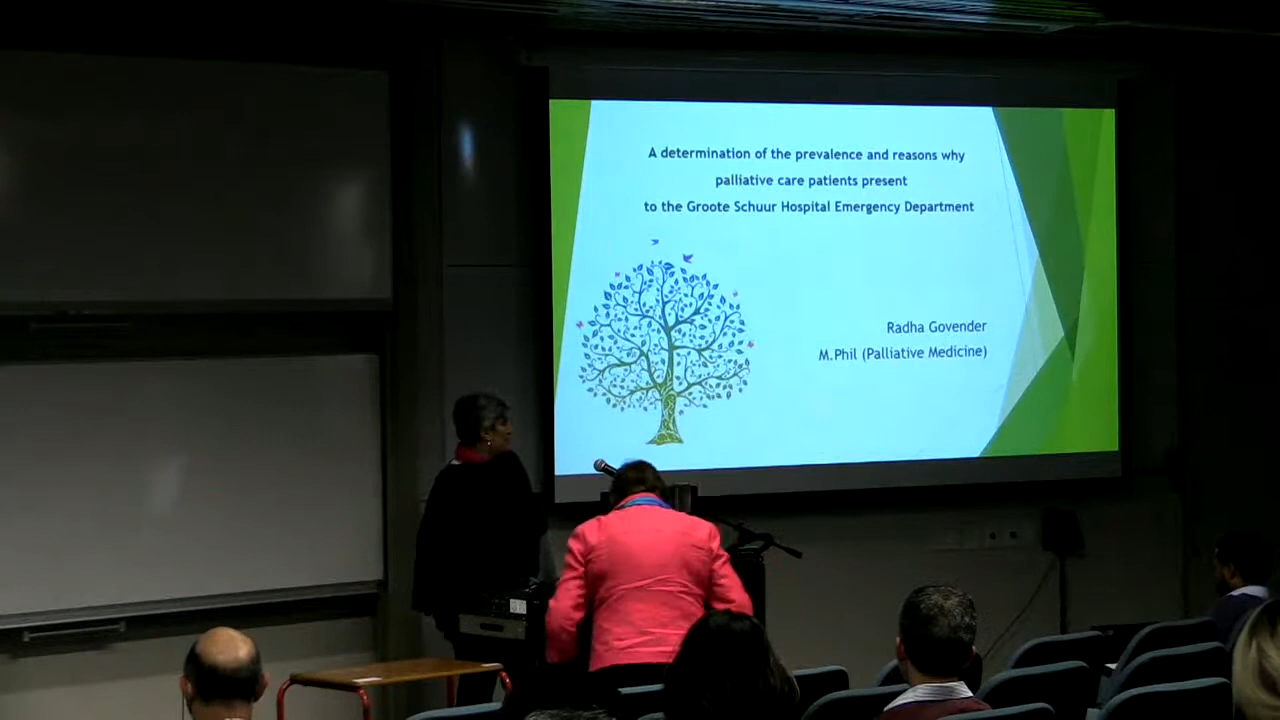 A determination of the prevalence and reasons why
palliative care patients present
to the Groote Schuur Hospital Emergency Department
Radha Govender
M.Phil (Palliative Medicine)